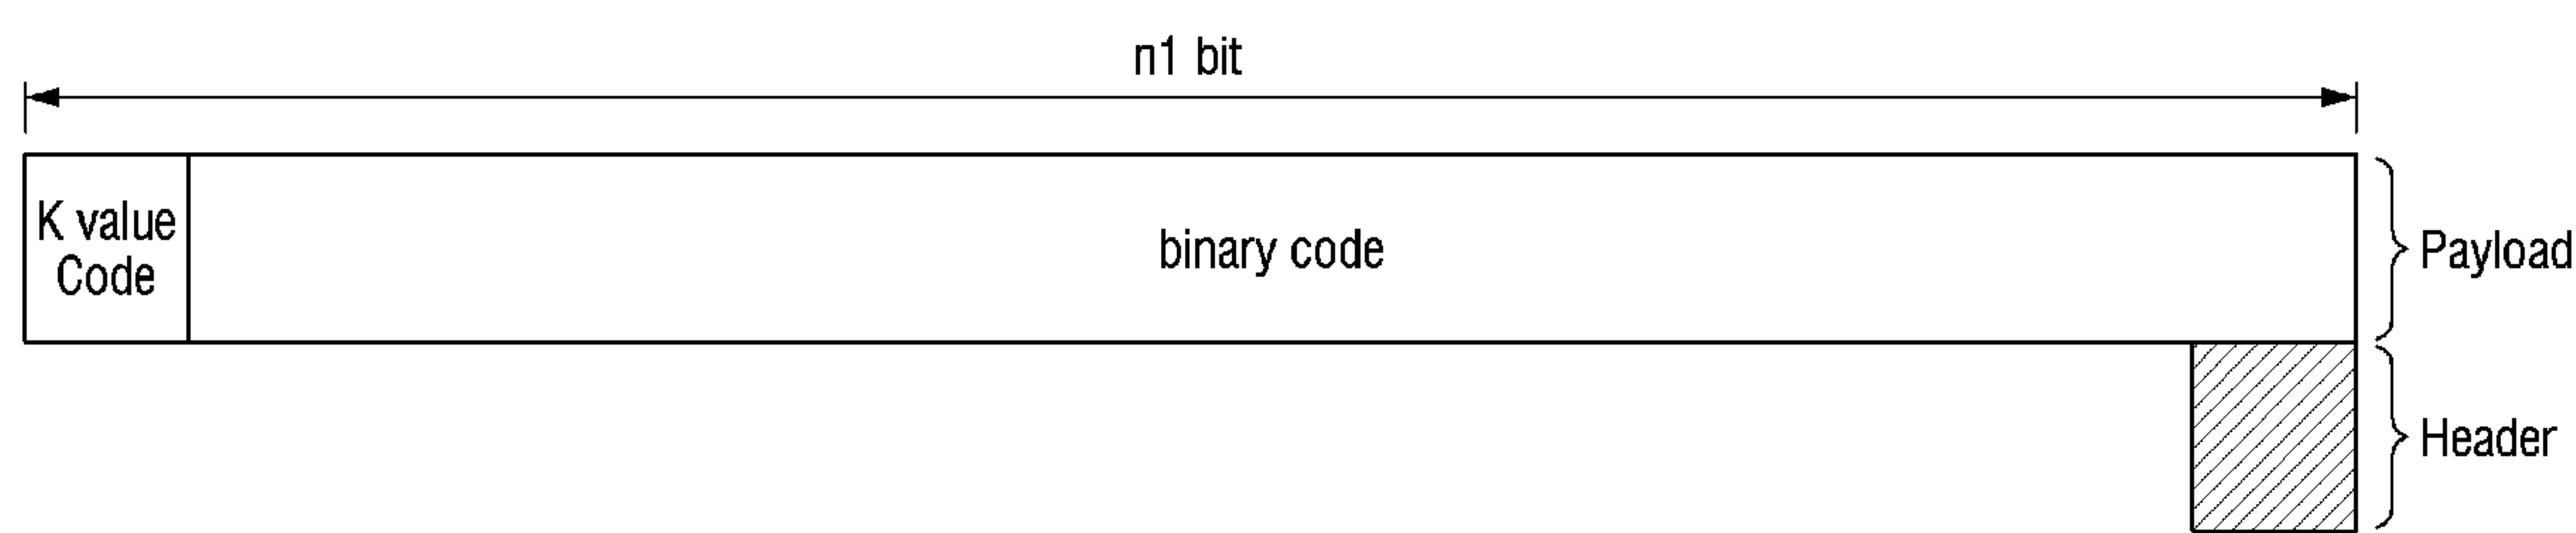 n1 bit
K value
Code
binary code
Payload
Header